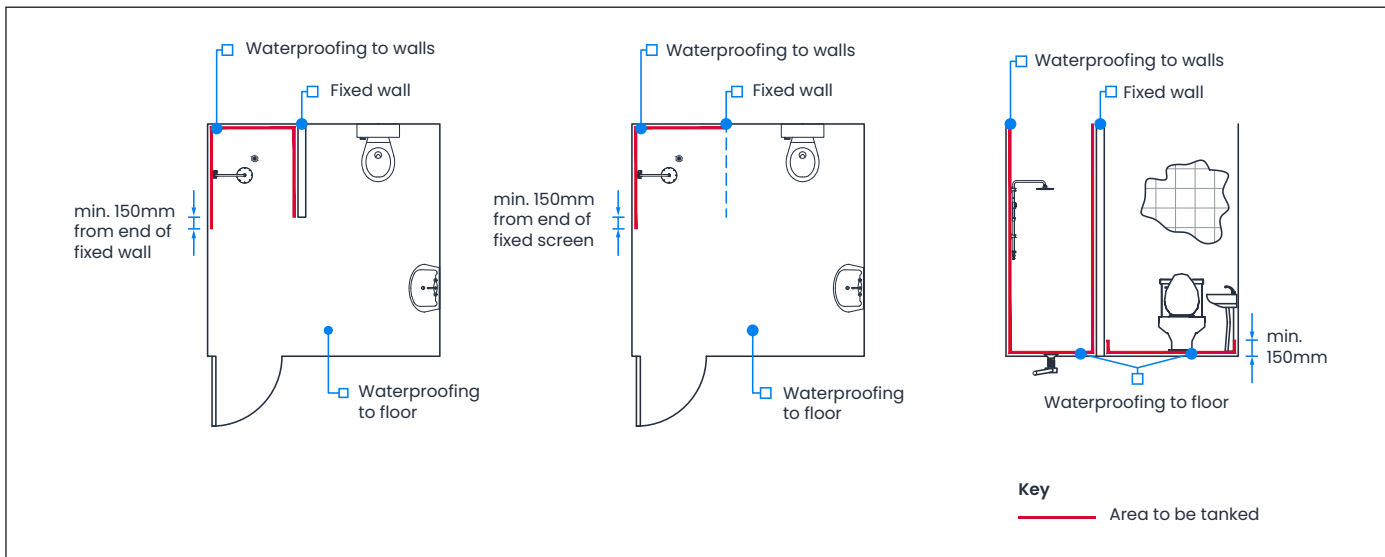 Waterproofing to walls
Fixed wall
min. 150mm
from end of
fixed wall
Waterproofing
to floor
Waterproofing to walls
Fixed wall
min. 150mm
from end of
fixed screen
Waterproofing
to floor
Waterproofing to walls
Fixed wall
min.
150mm
Waterproofing to floor
Key
Area to be tanked